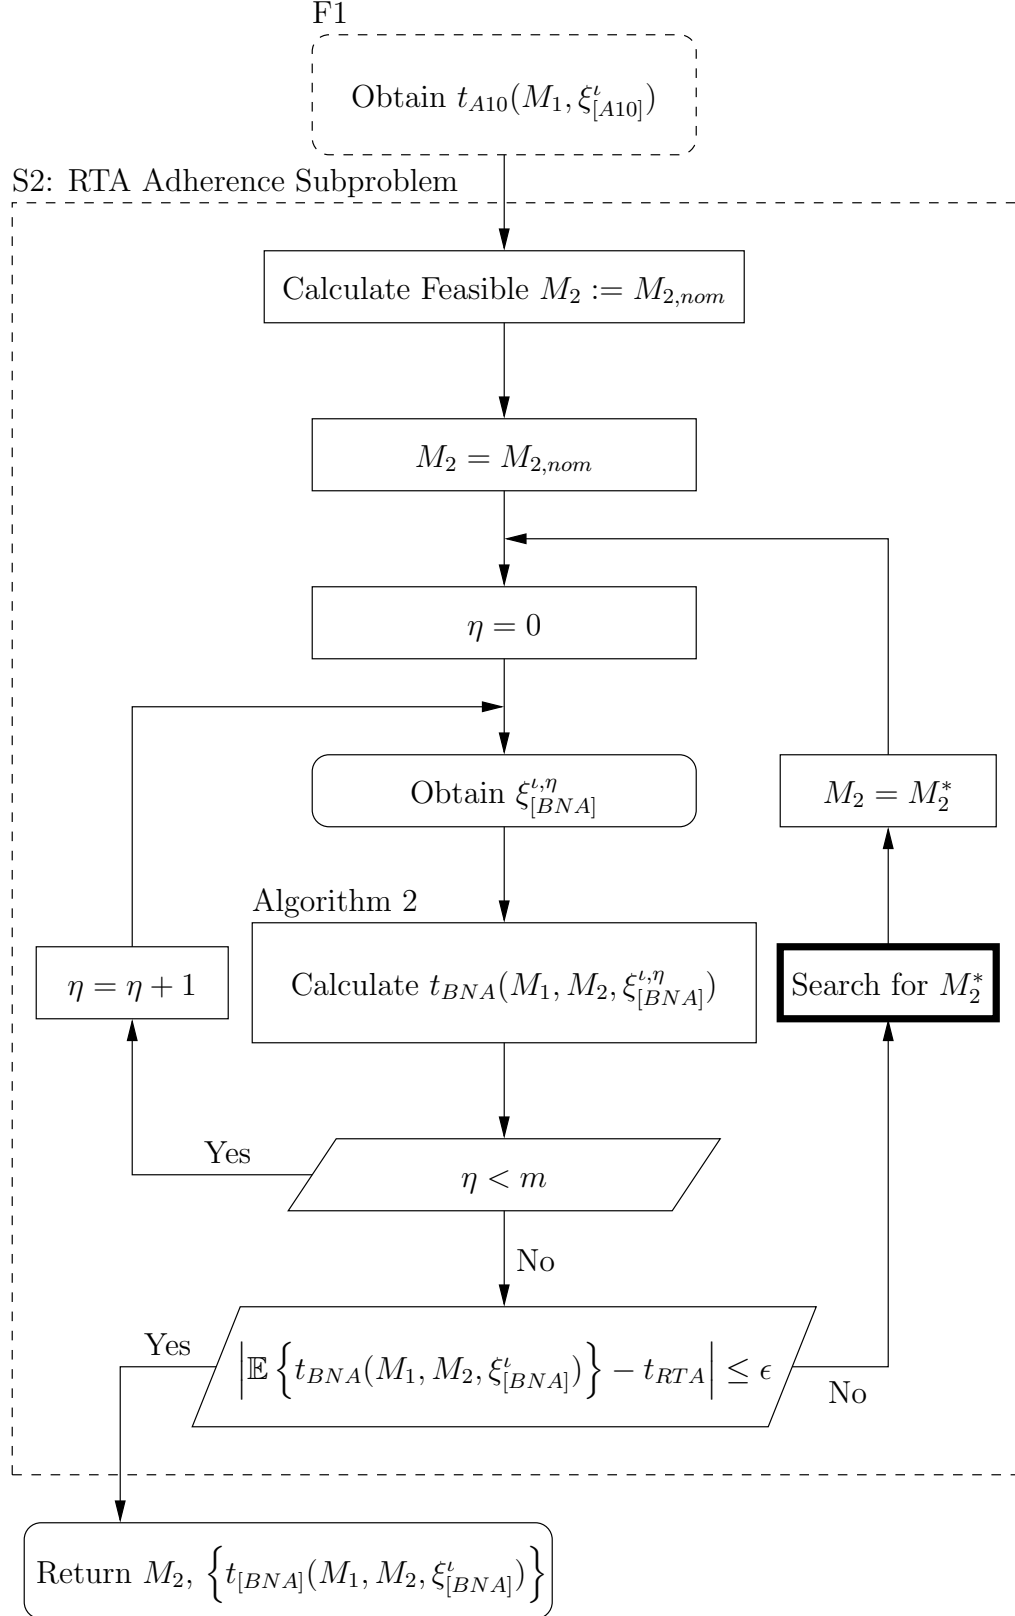 F1
Obtain $t_{A10}(M_1, \xi^{\iota}_{[A10]})$
S2: RTA Adherence Subproblem
Calculate Feasible $M_2 := M_{2,nom}$
$M_2 = M_{2,nom}$
$\eta = 0$
Obtain $\xi^{\iota,\eta}_{[BNA]}$
$M_2 = M_2^*$
Algorithm 2
$\eta = \eta + 1$
Calculate $t_{BNA}(M_1, M_2, \xi^{\iota,\eta}_{[BNA]})$
Search for $M_2^*$
Yes
$\eta < m$
No
Yes
$\left|\mathbb{E}\left\{t_{BNA}(M_1, M_2, \xi^{\iota}_{[BNA]})\right\} - t_{RTA}\right| \leq \epsilon$
No
Return $M_2$, $\left\{t_{[BNA]}(M_1, M_2, \xi^{\iota}_{[BNA]})\right\}$